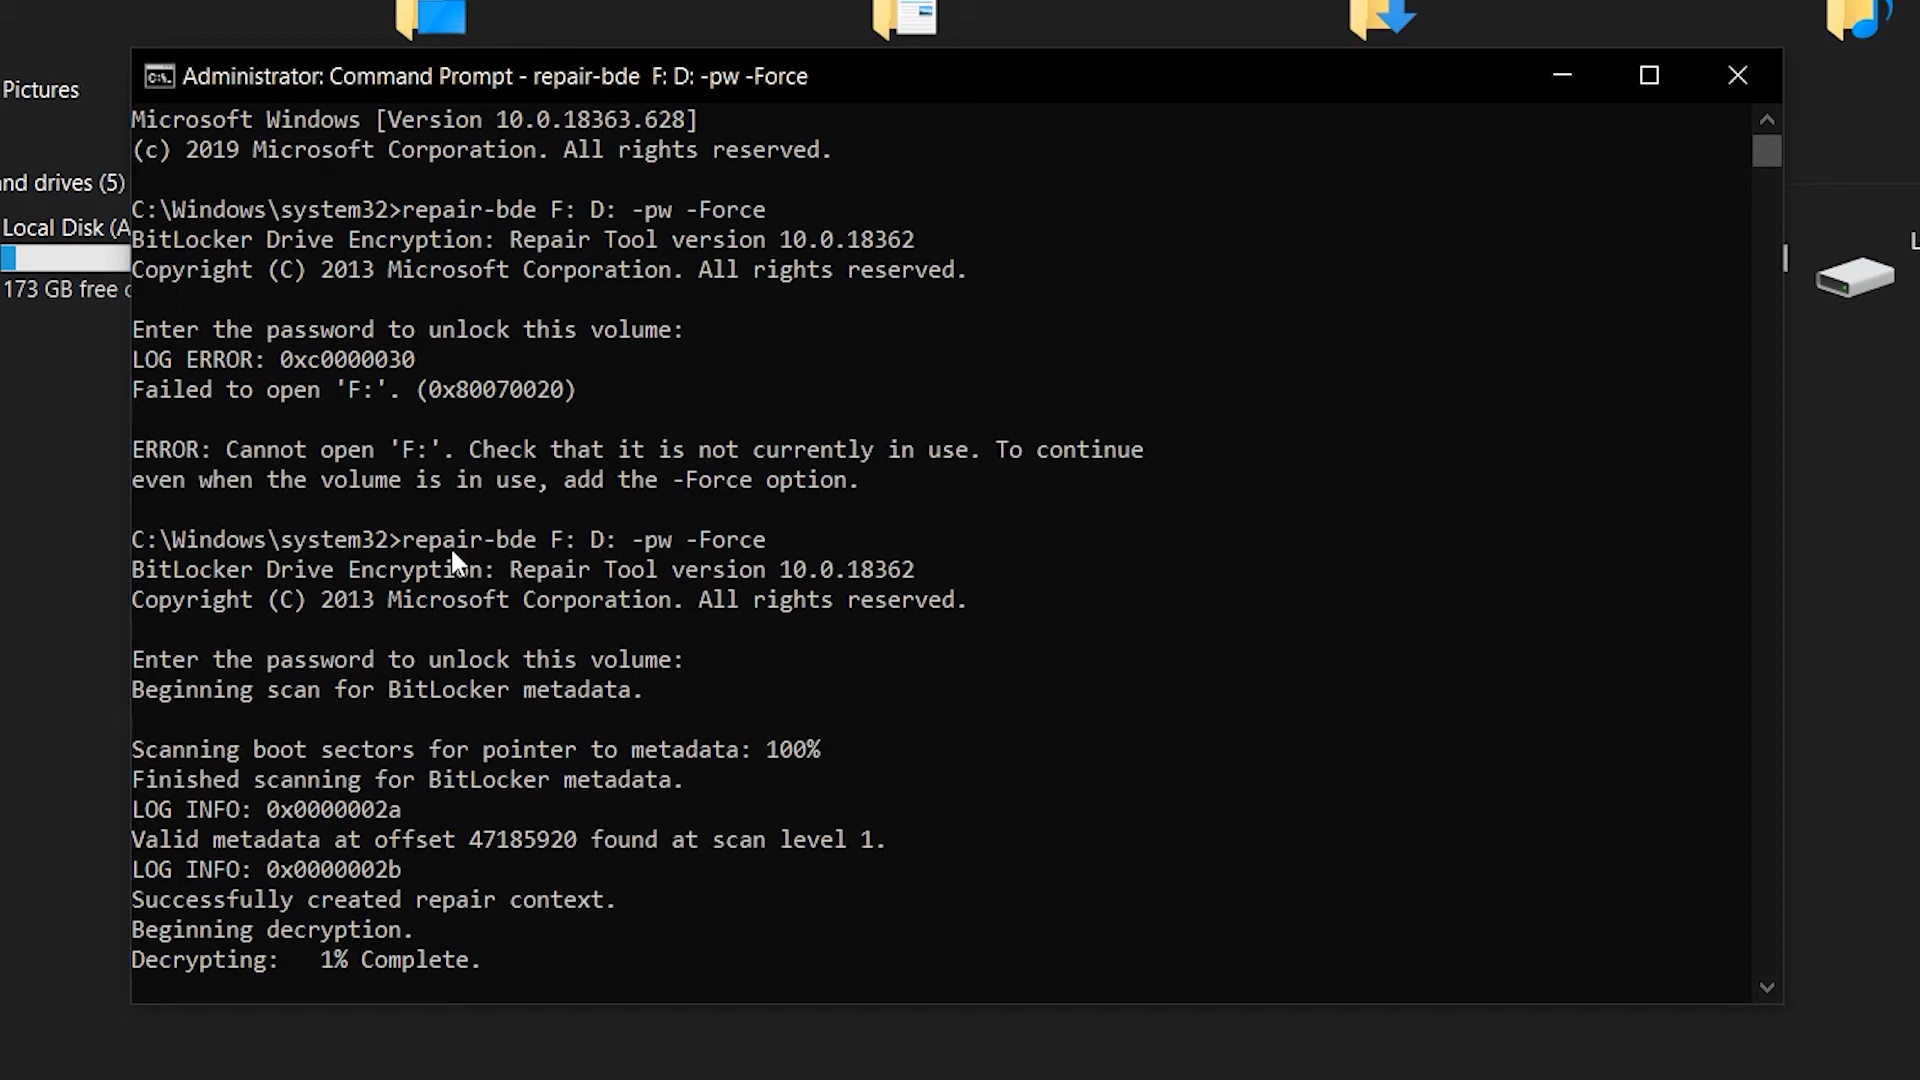 Pictures
and drives (5)
Local Disk (A
173 GB free o
L
Administrator: Command Prompt - repair-bde  F: D: -pw -Force
Microsoft Windows [Version 10.0.18363.628]
(c) 2019 Microsoft Corporation. All rights reserved.
C:\Windows\system32>repair-bde F: D: -pw -Force
BitLocker Drive Encryption: Repair Tool version 10.0.18362
Copyright (C) 2013 Microsoft Corporation. All rights reserved.
Enter the password to unlock this volume:
LOG ERROR: 0xc0000030
Failed to open 'F:'. (0x80070020)
ERROR: Cannot open 'F:'. Check that it is not currently in use. To continue
even when the volume is in use, add the -Force option.
C:\Windows\system32>repair-bde F: D: -pw -Force
BitLocker Drive Encryption: Repair Tool version 10.0.18362
Copyright (C) 2013 Microsoft Corporation. All rights reserved.
Enter the password to unlock this volume:
Beginning scan for BitLocker metadata.
Scanning boot sectors for pointer to metadata: 100%
Finished scanning for BitLocker metadata.
LOG INFO: 0x0000002a
Valid metadata at offset 47185920 found at scan level 1.
LOG INFO: 0x0000002b
Successfully created repair context.
Beginning decryption.
Decrypting:   1% Complete.